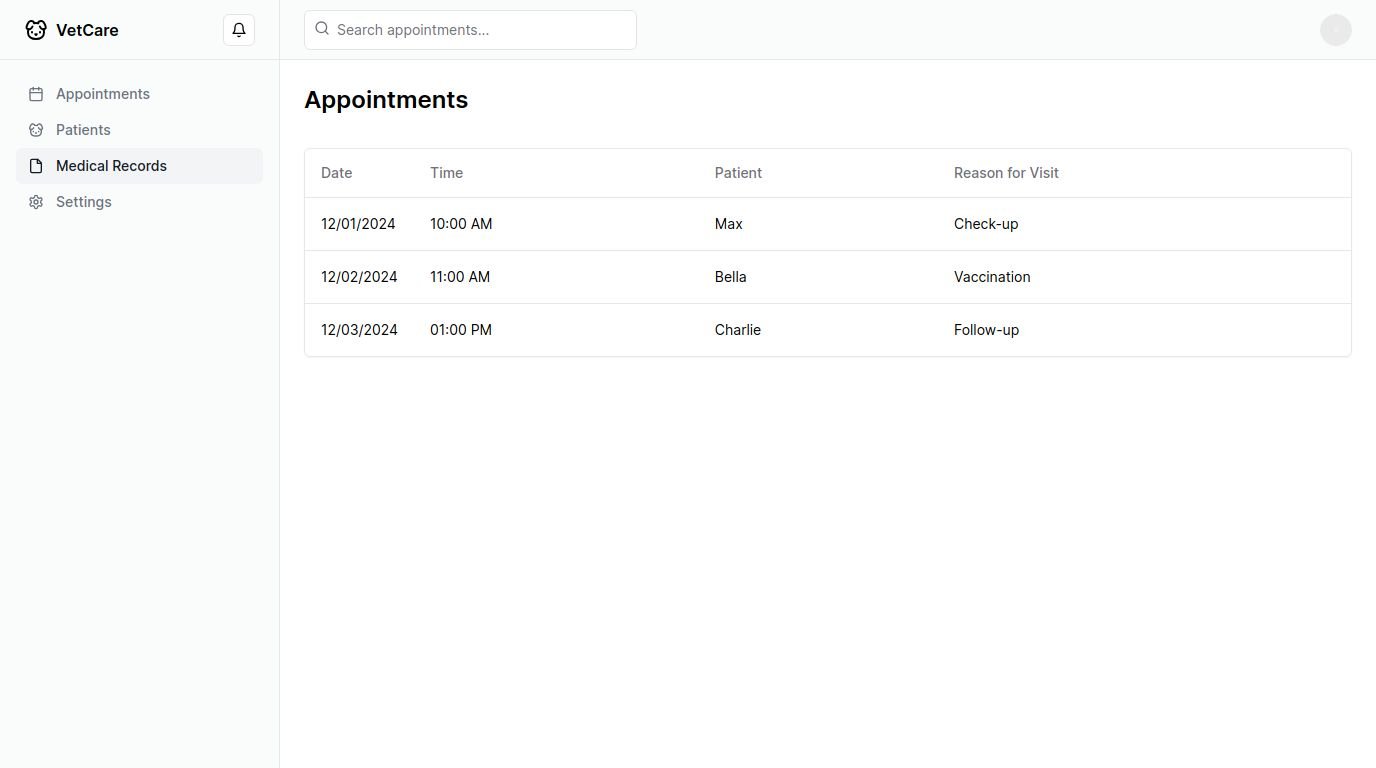 VetCare
Search appointments...
Appointments
Patients
Medical Records
Settings
Appointments
Date Time Patient Reason for Visit
12/01/2024 10:00 AM Max Check-up
12/02/2024 11:00 AM Bella Vaccination
12/03/2024 01:00 PM Charlie Follow-up